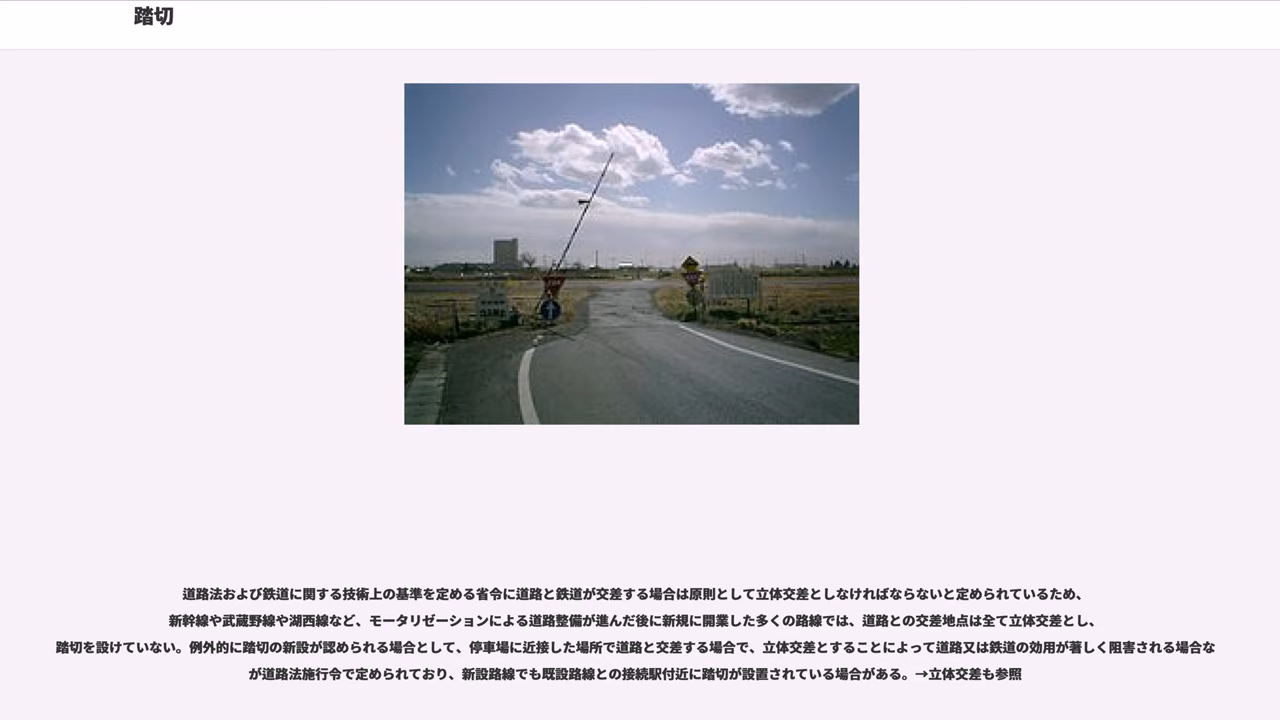 踏切
道路法および鉄道に関する技術上の基準を定める省令に道路と鉄道が交差する場合は原則として立体交差としなければならないと定められているため、
新幹線や武蔵野線や湖西線など、モータリゼーションによる道路整備が進んだ後に新規に開業した多くの路線では、道路との交差地点は全て立体交差とし、
踏切を設けていない。例外的に踏切の新設が認められる場合として、停車場に近接した場所で道路と交差する場合で、立体交差とすることによって道路又は鉄道の効用が著しく阻害される場合な
が道路法施行令で定められており、新設路線でも既設路線との接続駅付近に踏切が設置されている場合がある。→立体交差も参照